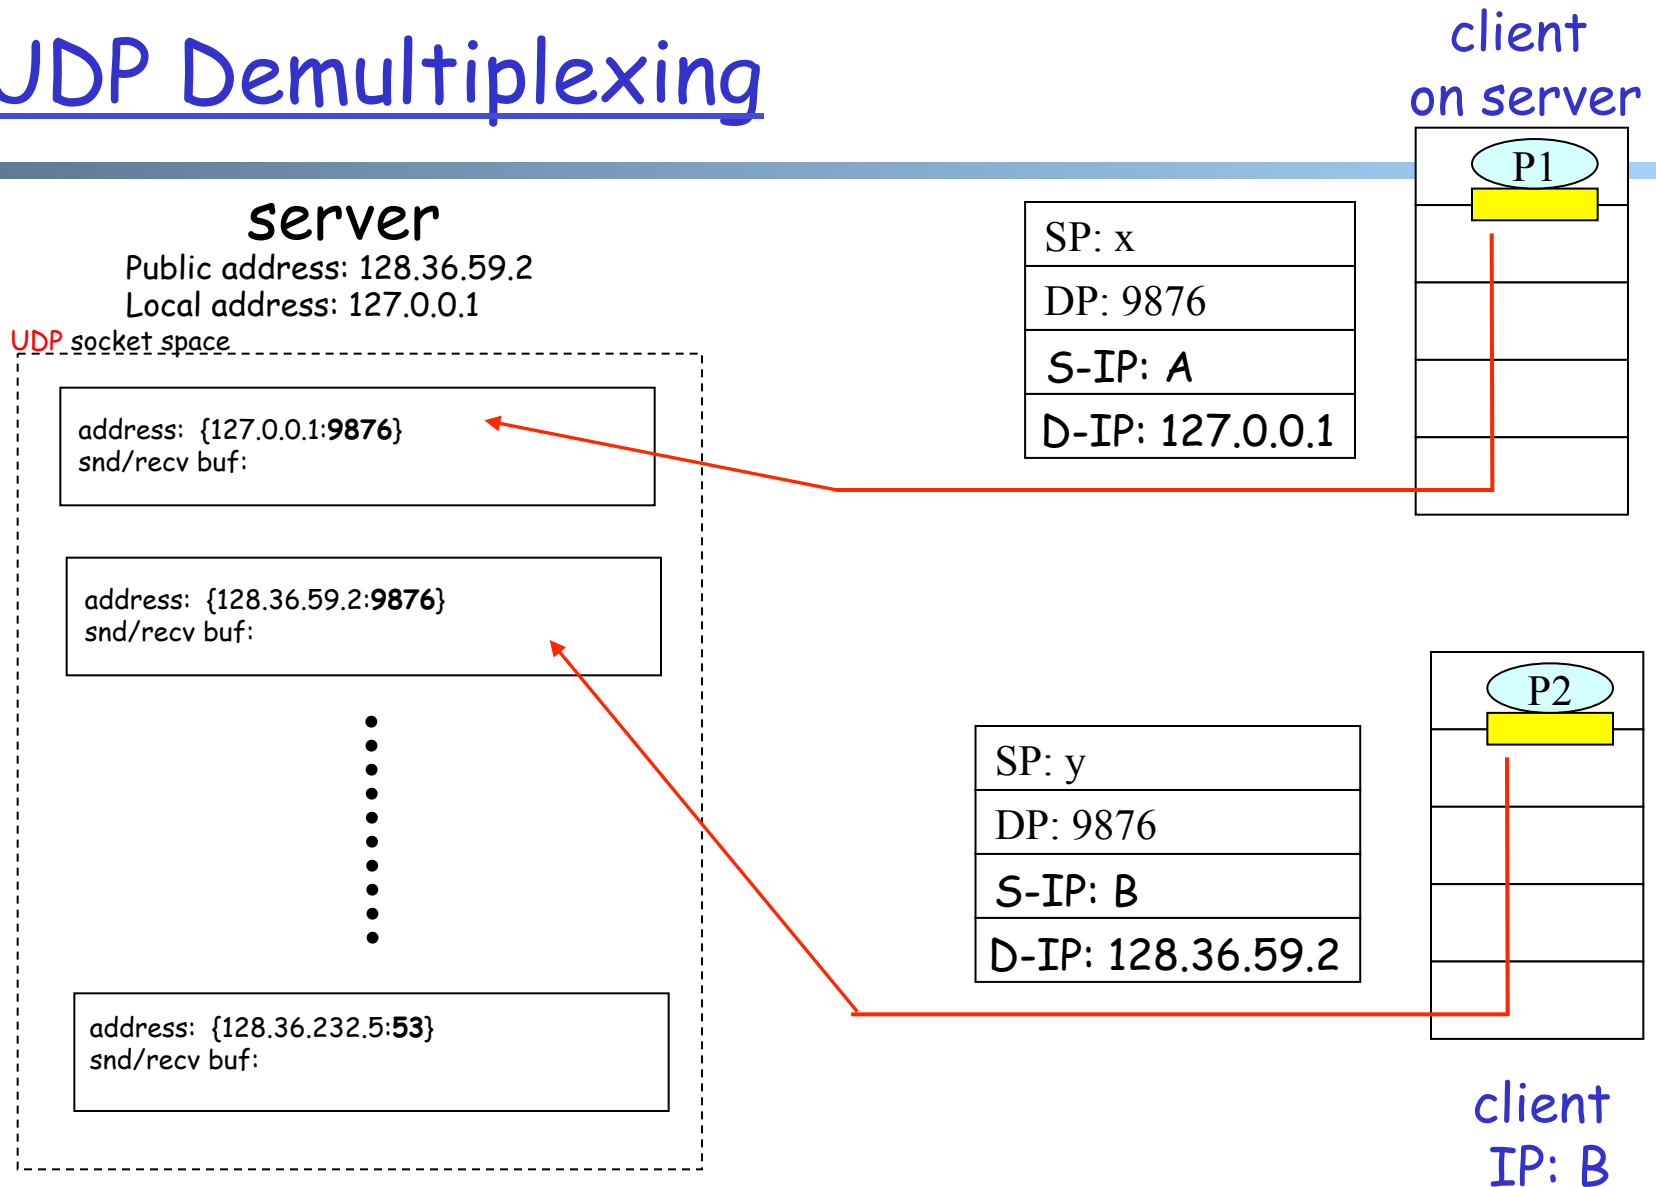 UDP Demultiplexing
client
on server
P1
server
Public address: 128.36.59.2
Local address: 127.0.0.1
UDP socket space
address: {127.0.0.1:9876}
snd/recv buf:
address: {128.36.59.2:9876}
snd/recv buf:
address: {128.36.232.5:53}
snd/recv buf:
SP: x
DP: 9876
S-IP: A
D-IP: 127.0.0.1
P2
SP: y
DP: 9876
S-IP: B
D-IP: 128.36.59.2
client
IP: B